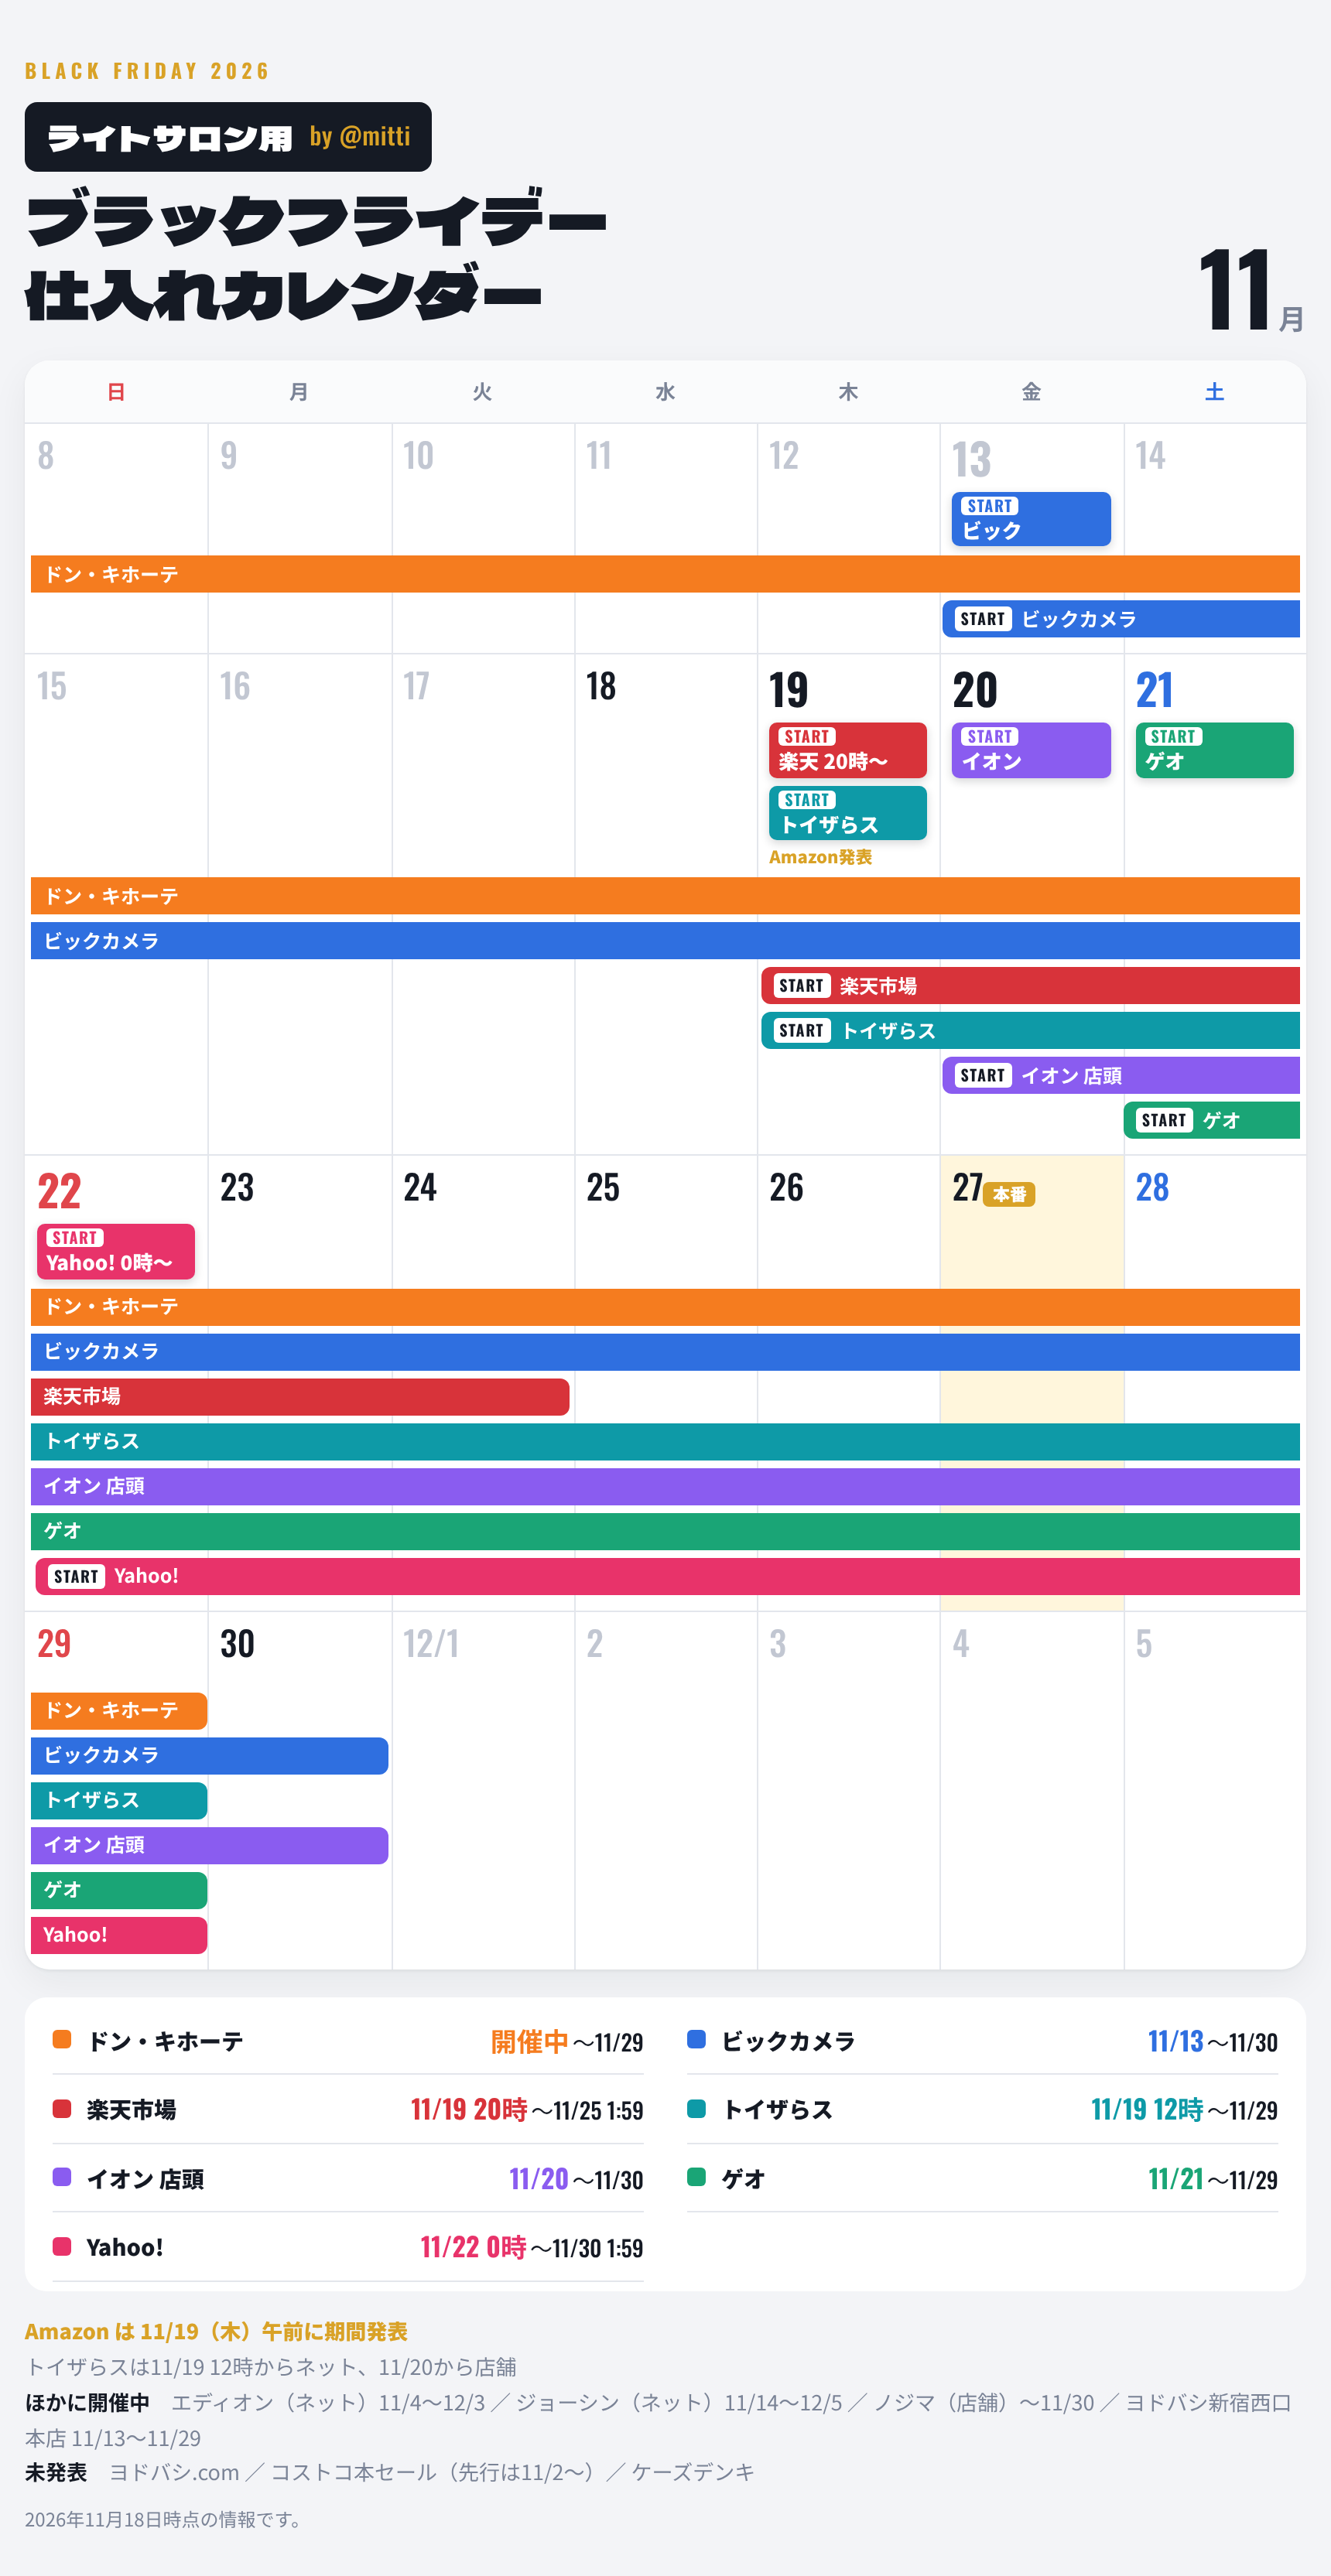 BLACK FRIDAY 2026
ライトサロン用 by @mitti
ブラックフライデー
仕入れカレンダー
11月
日 月 火 水 木 金 土
8 9 10 11 12 13 14
START
ビック
ドン・キホーテ
START ビックカメラ
15 16 17 18 19 20 21
START START START
楽天 20時〜 イオン ゲオ
START
トイザらス
Amazon発表
ドン・キホーテ
ビックカメラ
START 楽天市場
START トイザらス
START イオン 店頭
START ゲオ
22 23 24 25 26 27 本番 28
START
Yahoo! 0時〜
ドン・キホーテ
ビックカメラ
楽天市場
トイザらス
イオン 店頭
ゲオ
START Yahoo!
29 30 12/1 2 3 4 5
ドン・キホーテ
ビックカメラ
トイザらス
イオン 店頭
ゲオ
Yahoo!
ドン・キホーテ 開催中 〜11/29 ビックカメラ 11/13 〜11/30
楽天市場 11/19 20時 〜11/25 1:59 トイザらス 11/19 12時 〜11/29
イオン 店頭 11/20 〜11/30 ゲオ 11/21 〜11/29
Yahoo! 11/22 0時 〜11/30 1:59
Amazon は 11/19（木）午前に期間発表
トイザらスは11/19 12時からネット、11/20から店舗
ほかに開催中 エディオン（ネット）11/4〜12/3 ／ ジョーシン（ネット）11/14〜12/5 ／ ノジマ（店舗）〜11/30 ／ ヨドバシ新宿西口
本店 11/13〜11/29
未発表 ヨドバシ.com ／ コストコ本セール（先行は11/2〜）／ ケーズデンキ
2026年11月18日時点の情報です。